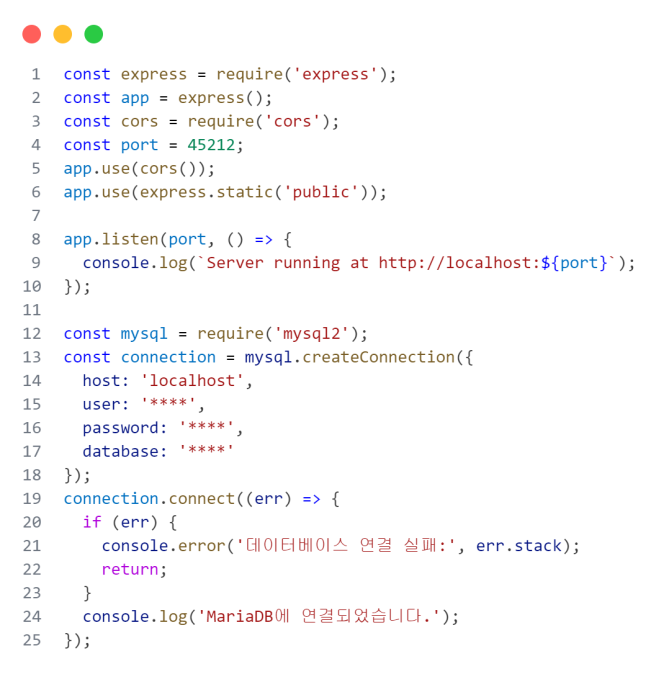 1 const express = require('express');
2 const app = express();
3 const cors = require('cors');
4 const port = 45212;
5 app.use(cors());
6 app.use(express.static('public'));
7
8 app.listen(port, () => {
9   console.log(`Server running at http://localhost:${port}`);
10 });
11
12 const mysql = require('mysql2');
13 const connection = mysql.createConnection({
14   host: 'localhost',
15   user: '****',
16   password: '****',
17   database: '****'
18 });
19 connection.connect((err) => {
20   if (err) {
21     console.error('데이터베이스 연결 실패:', err.stack);
22     return;
23   }
24   console.log('MariaDB에 연결되었습니다.');
25 });